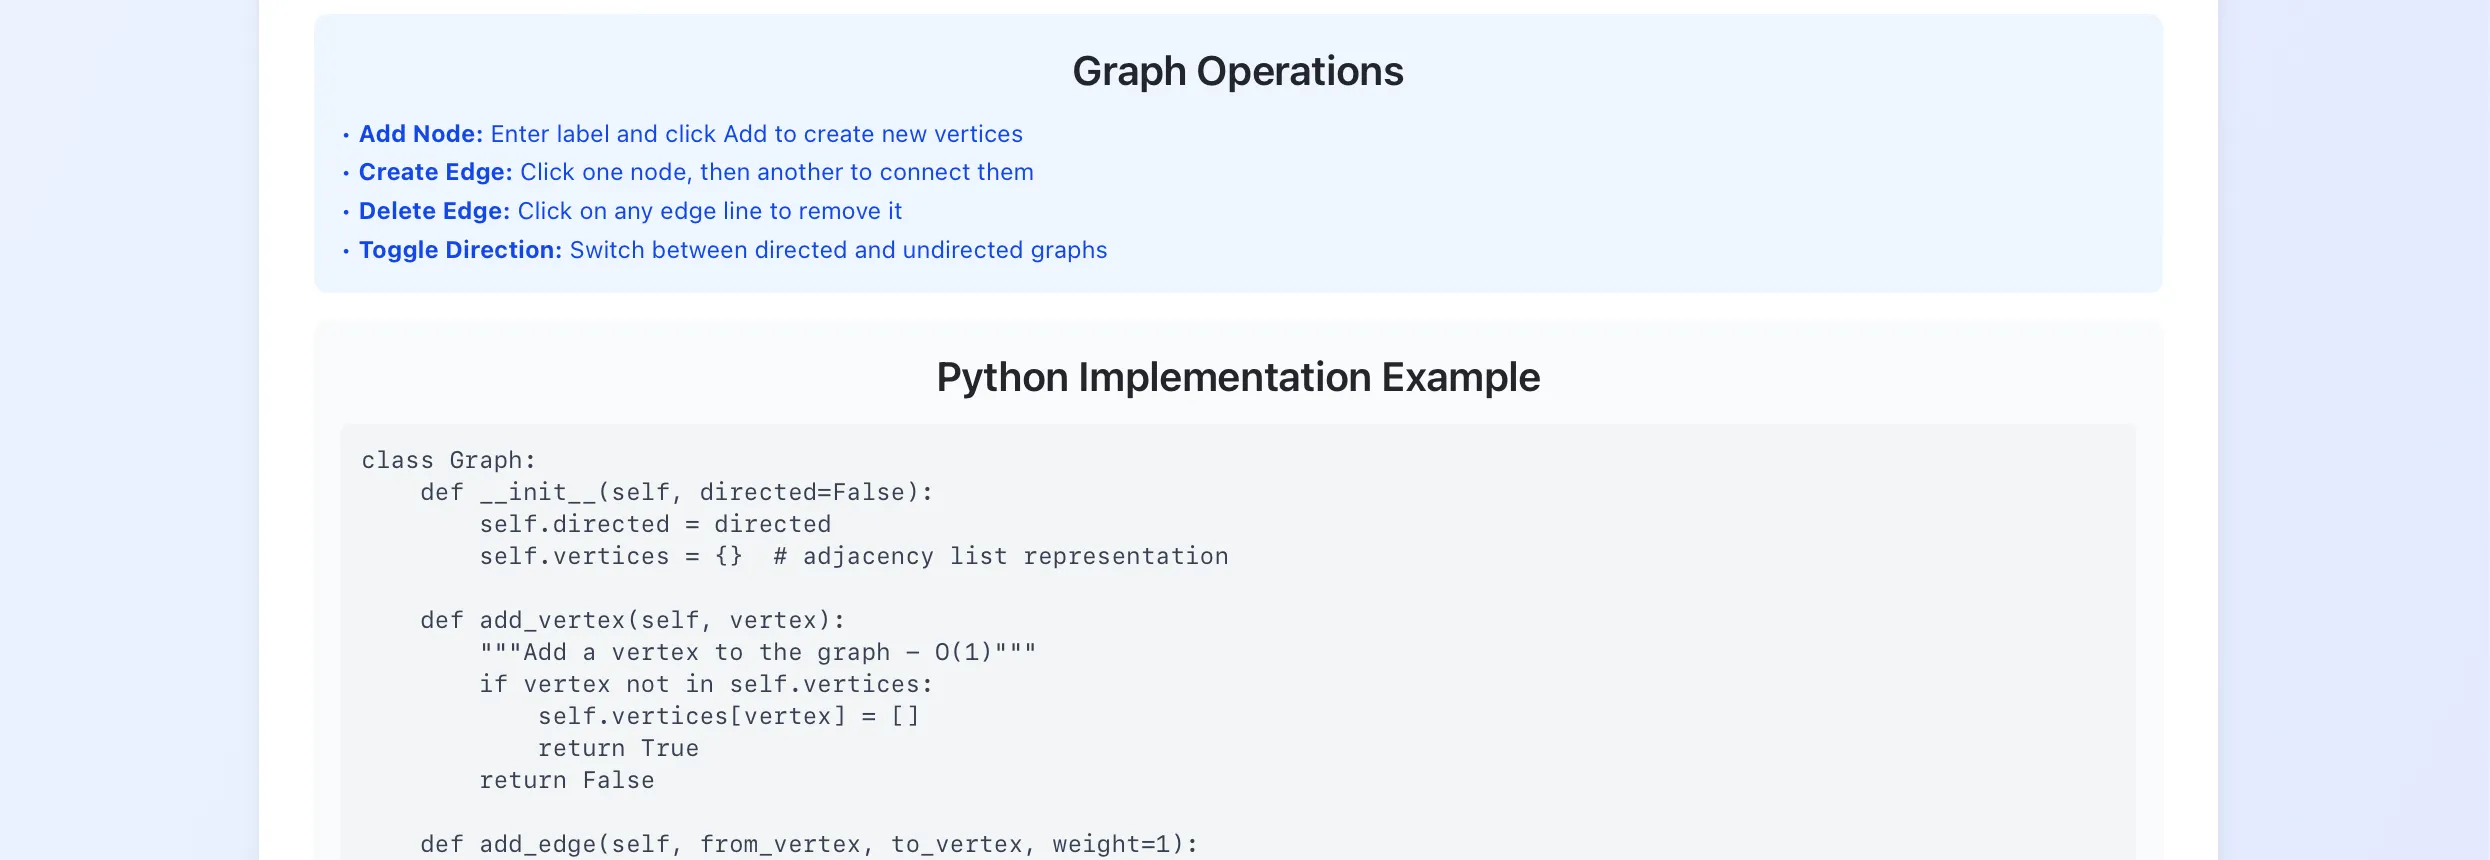 Graph Operations
• Add Node: Enter label and click Add to create new vertices
• Create Edge: Click one node, then another to connect them
• Delete Edge: Click on any edge line to remove it
• Toggle Direction: Switch between directed and undirected graphs
Python Implementation Example
class Graph:
    def __init__(self, directed=False):
        self.directed = directed
        self.vertices = {}  # adjacency list representation

    def add_vertex(self, vertex):
        """Add a vertex to the graph – O(1)"""
        if vertex not in self.vertices:
            self.vertices[vertex] = []
            return True
        return False

    def add_edge(self, from_vertex, to_vertex, weight=1):